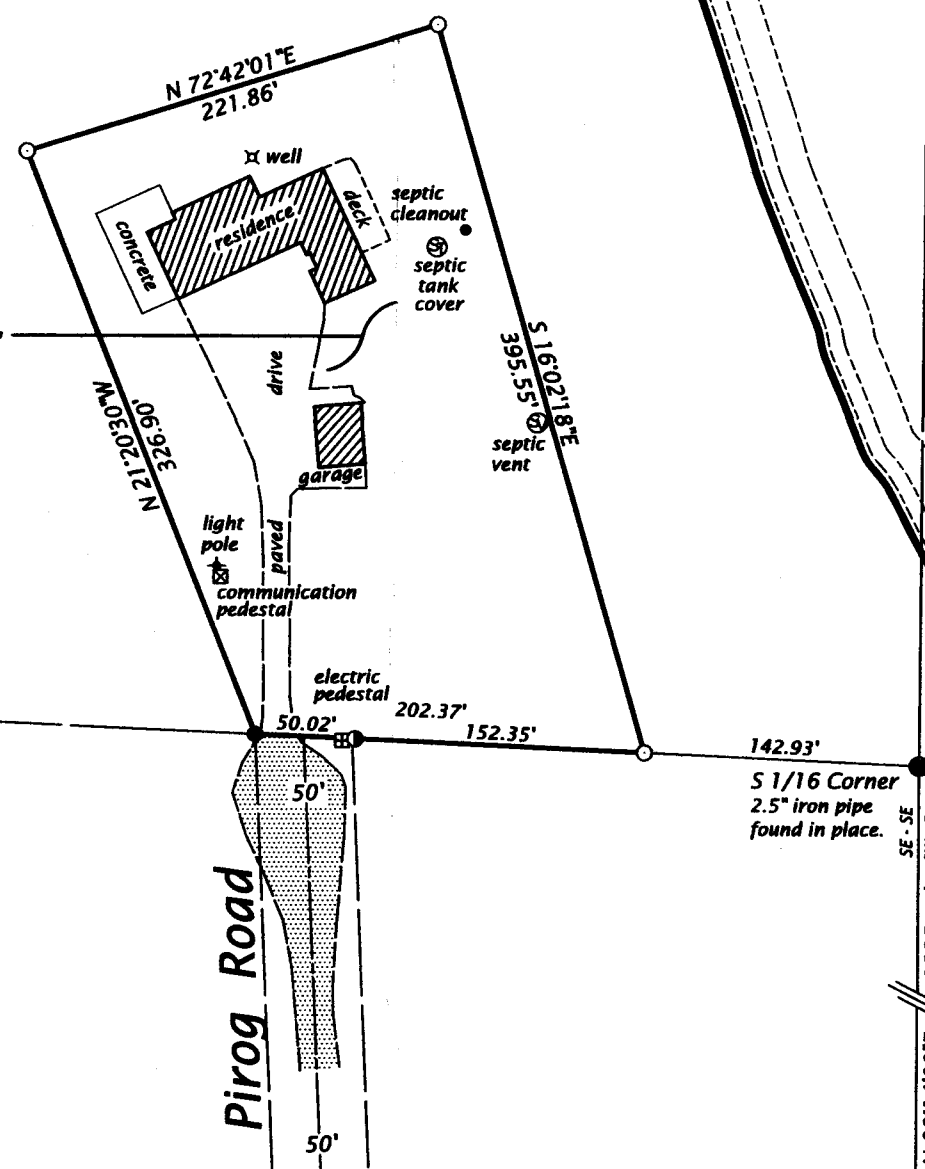 N 72°42'01"E
221.86'
well
septic
cleanout
deck
residence
concrete
septic
tank
cover
drive
S 16°02'18"E
395.55'
N 21°20'30"W
326.90'
septic
vent
garage
light
pole
paved
communication
pedestal
electric
pedestal
50.02'
202.37'
152.35'
142.93'
S 1/16 Corner
2.5" iron pipe
found in place.
SE - SE
50'
Pirog Road
50'